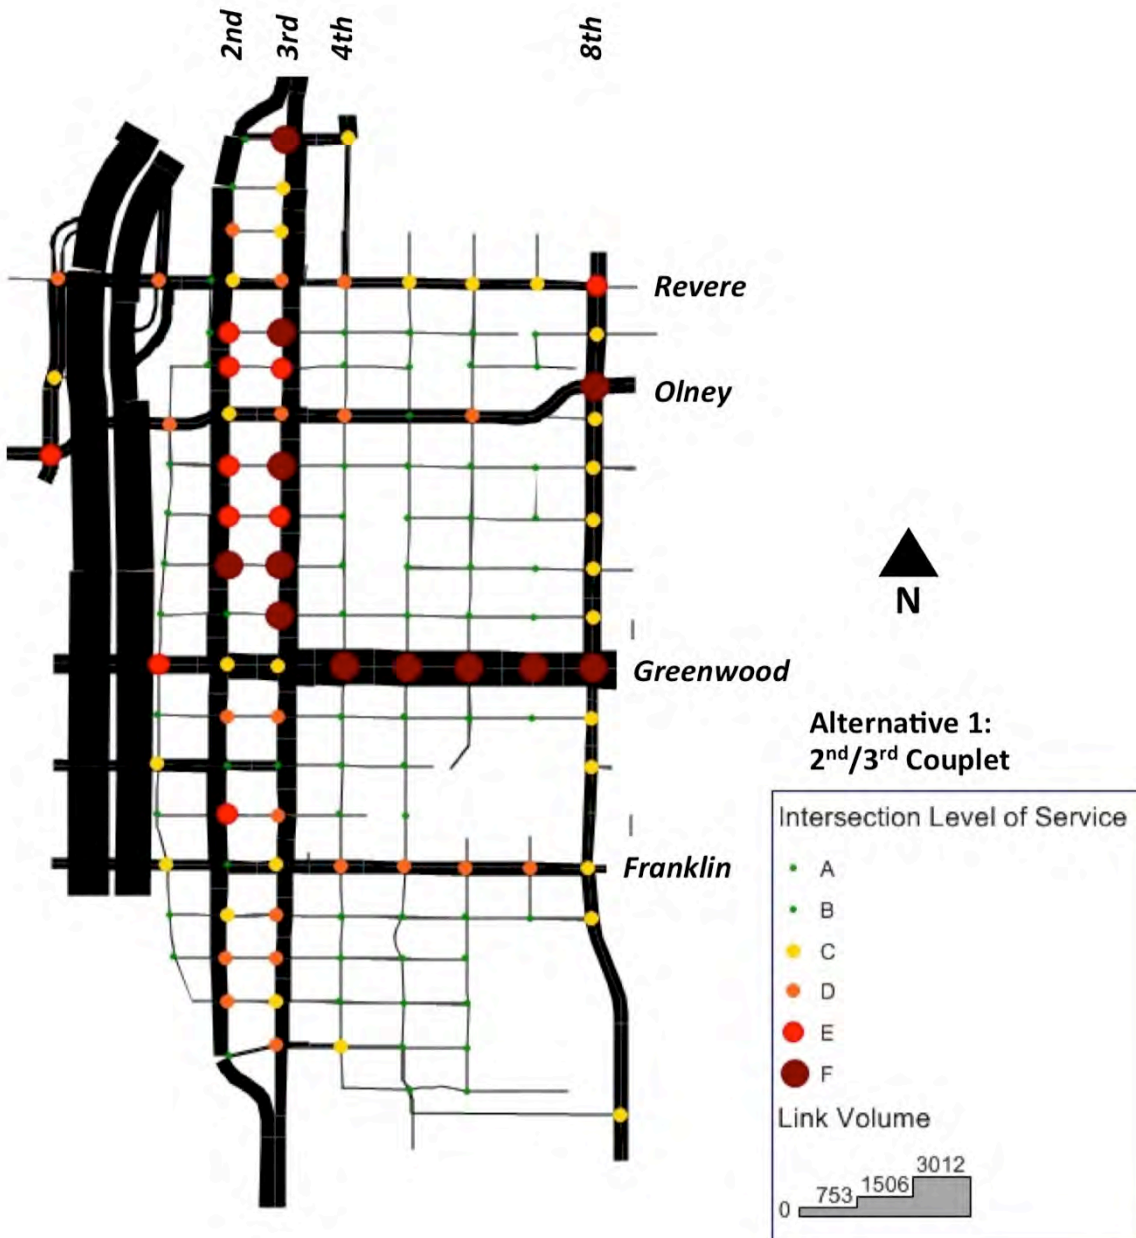 2nd
3rd
4th
8th
Revere
Olney
N
Greenwood
Alternative 1:
2nd/3rd Couplet
Intersection Level of Service
A
B
Franklin
C
D
E
F
Link Volume
0 753 1506 3012